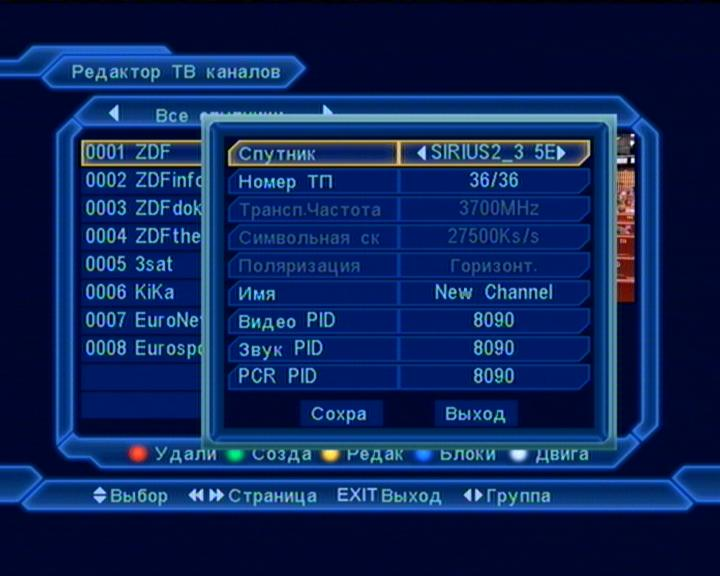 Редактор ТВ каналов
Все
0001 ZDF
0002 ZDFinfo
0003 ZDFdok
0004 ZDFthe
0005 3sat
0006 KiKa
0007 EuroNe
0008 Eurospo
Спутник SIRIUS2_3 5E
Номер ТП 36/36
Трансп.Частота 3700MHz
Символьная ск 27500Ks/s
Поляризация Горизонт.
Имя New Channel
Видео PID 8090
Звук PID 8090
PCR PID 8090
Сохра Выход
Удали Созда Редак Блоки Двига
Выбор Страница EXIT Выход Группа